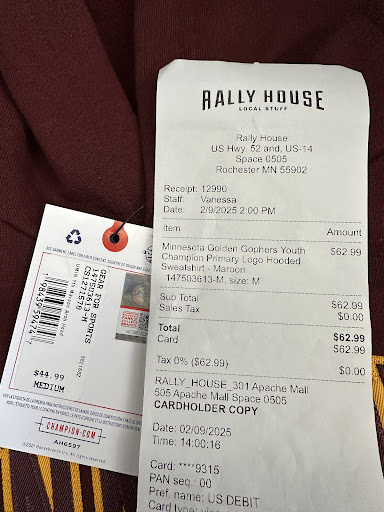 RALLY HOUSE
LOCAL STUFF
Rally House
US Hwy. 52 and, US-14
Space 0505
Rochester MN 55902
Receipt: 12990
Staff: Vanessa
Date: 2/9/2025 2:00 PM
Item Amount
Minnesota Golden Gophers Youth $62.99
Champion Primary Logo Hooded
Sweatshirt - Maroon
147503613-M, size: M
Sub Total $62.99
Sales Tax $0.00
Total $62.99
Card $62.99
Tax 0% ($62.99) $0.00
RALLY_HOUSE_301 Apache Mall
505 Apache Mall Space 0505
CARDHOLDER COPY
Date: 02/09/2025
Time: 14:00:16
Card: ****9315
PAN seq.: 00
Pref. name: US DEBIT
GEAR FOR SPORTS
147503613-M
$44.99
MEDIUM
CHAMPION.COM
AH6597